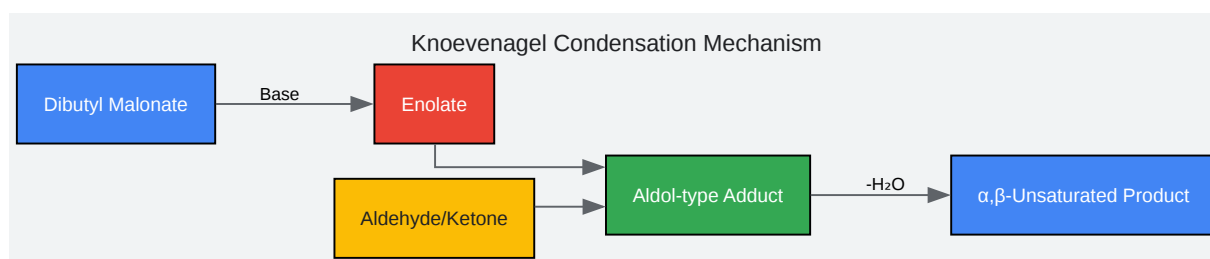 Knoevenagel Condensation Mechanism
Dibutyl Malonate
Base
Enolate
Aldehyde/Ketone
Aldol-type Adduct
-H₂O
α,β-Unsaturated Product